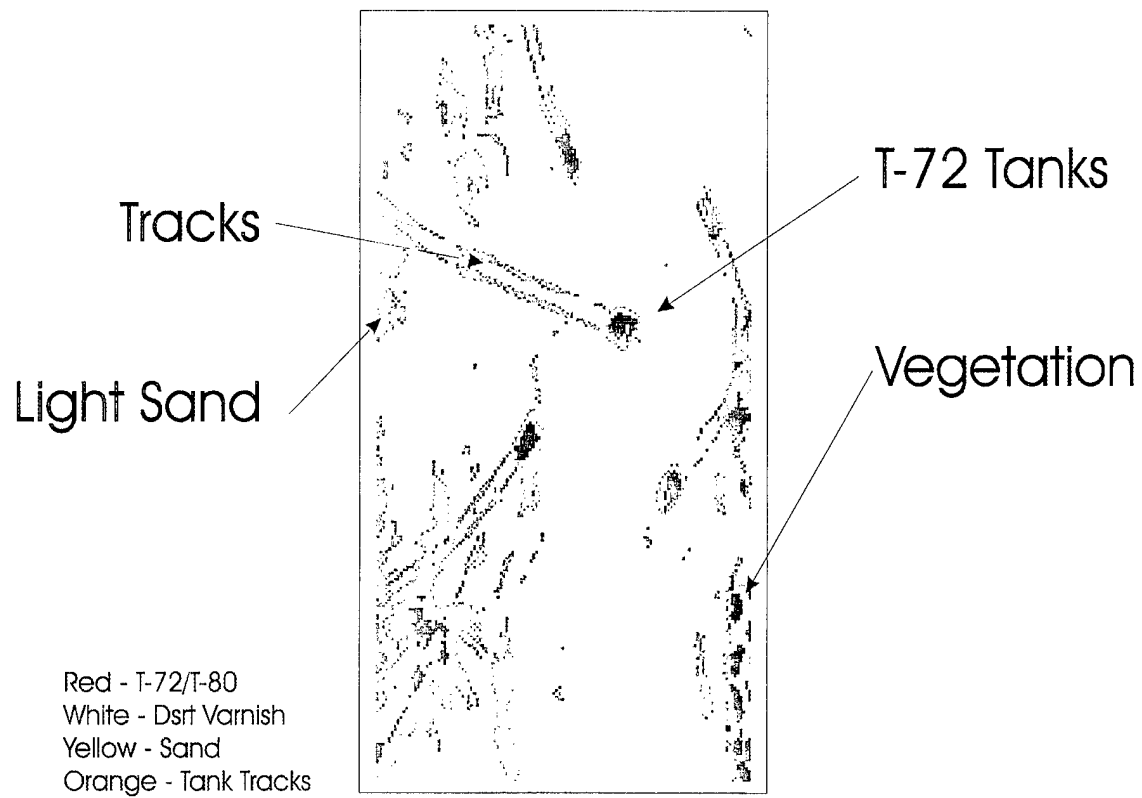 T-72 Tanks
Tracks
Vegetation
Light Sand
Red - T-72/T-80
White - Dsrt Varnish
Yellow - Sand
Orange - Tank Tracks